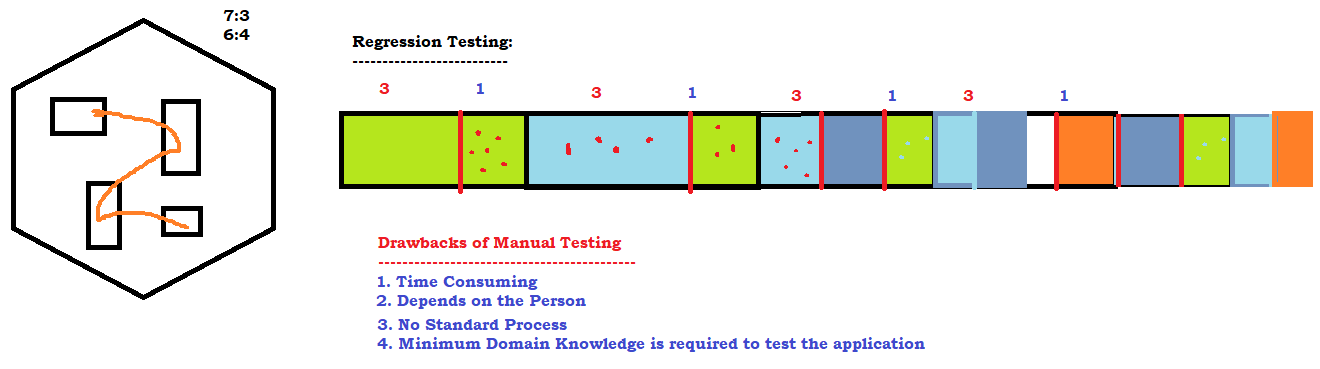 7:3
6:4
Regression Testing:
--------------------------
3 1 3 1 3 1 3 1
Drawbacks of Manual Testing
-------------------------------------------
1. Time Consuming
2. Depends on the Person
3. No Standard Process
4. Minimum Domain Knowledge is required to test the application